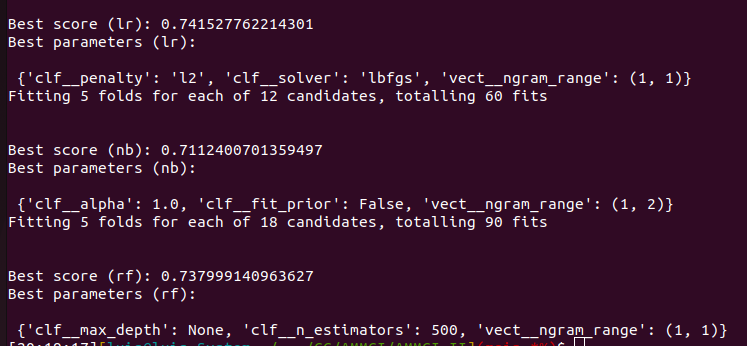 Best score (lr): 0.741527762214301
Best parameters (lr):
{'clf__penalty': 'l2', 'clf__solver': 'lbfgs', 'vect__ngram_range': (1, 1)}
Fitting 5 folds for each of 12 candidates, totalling 60 fits
Best score (nb): 0.7112400701359497
Best parameters (nb):
{'clf__alpha': 1.0, 'clf__fit_prior': False, 'vect__ngram_range': (1, 2)}
Fitting 5 folds for each of 18 candidates, totalling 90 fits
Best score (rf): 0.737999140963627
Best parameters (rf):
{'clf__max_depth': None, 'clf__n_estimators': 500, 'vect__ngram_range': (1, 1)}